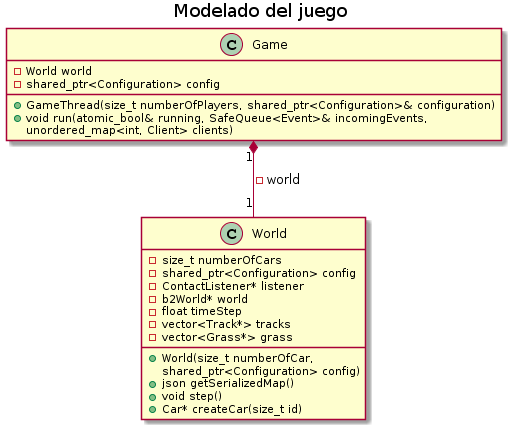 Modelado del juego
C Game
World world
shared_ptr<Configuration> config
GameThread(size_t numberOfPlayers, shared_ptr<Configuration>& configuration)
void run(atomic_bool& running, SafeQueue<Event>& incomingEvents,
unordered_map<int, Client> clients)
1
world
1
C World
size_t numberOfCars
shared_ptr<Configuration> config
ContactListener* listener
b2World* world
float timeStep
vector<Track*> tracks
vector<Grass*> grass
World(size_t numberOfCar,
shared_ptr<Configuration> config)
json getSerializedMap()
void step()
Car* createCar(size_t id)